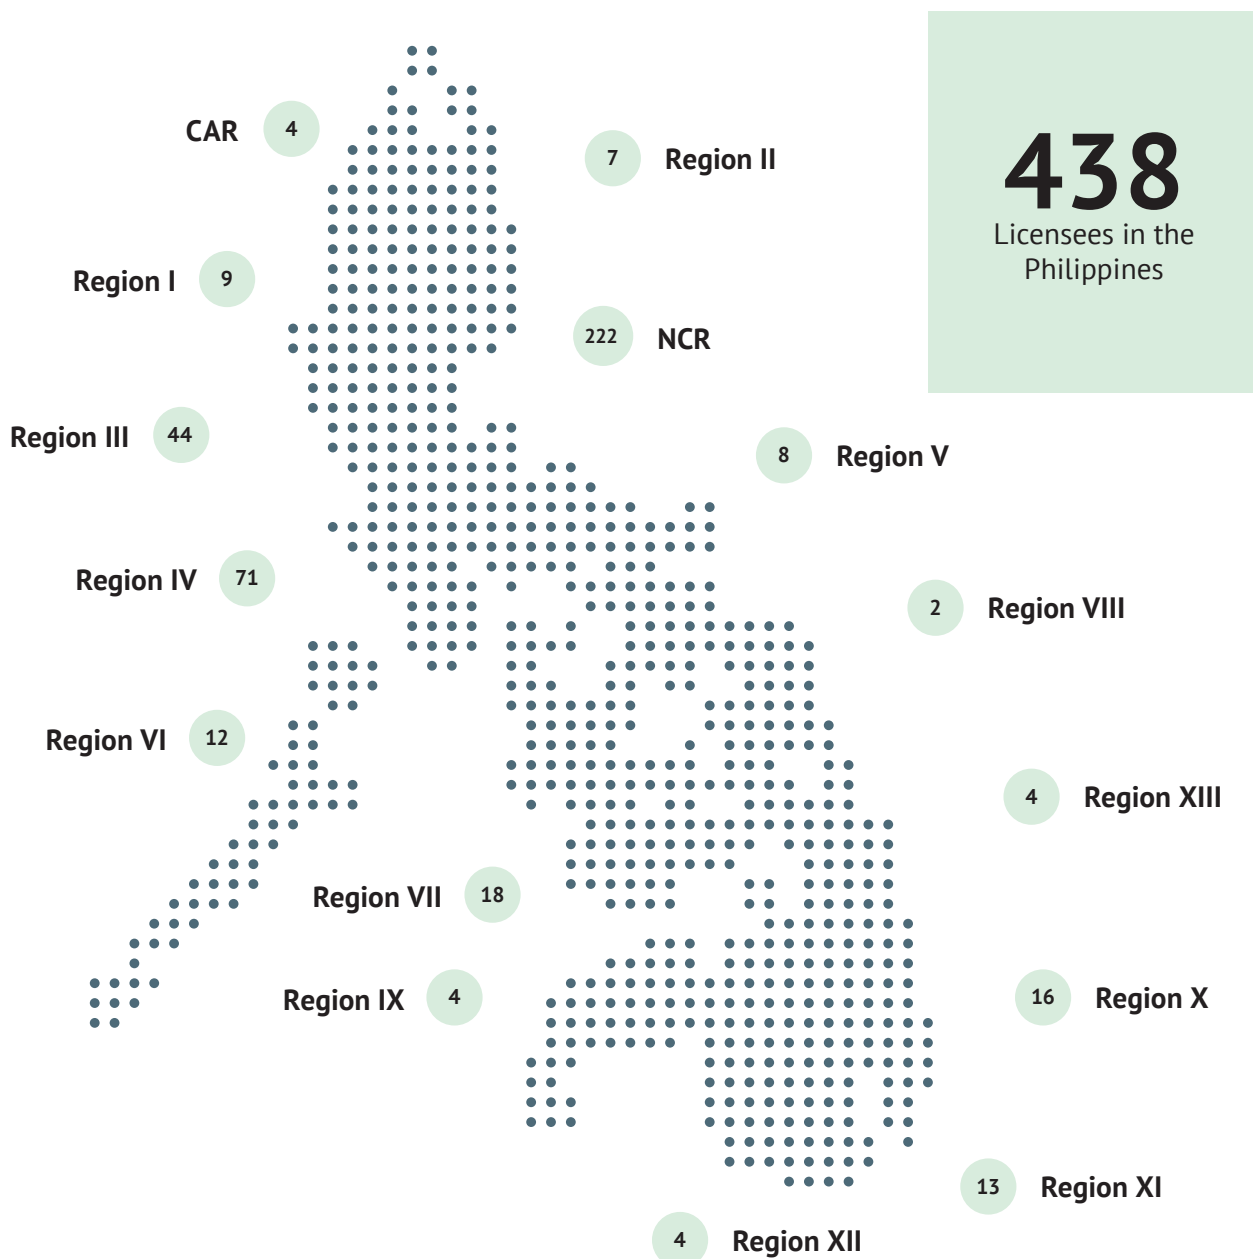 438
Licensees in the
Philippines
CAR 4
7 Region II
Region I 9
222 NCR
Region III 44
8 Region V
Region IV 71
2 Region VIII
Region VI 12
4 Region XIII
Region VII 18
Region IX 4
16 Region X
13 Region XI
4 Region XII